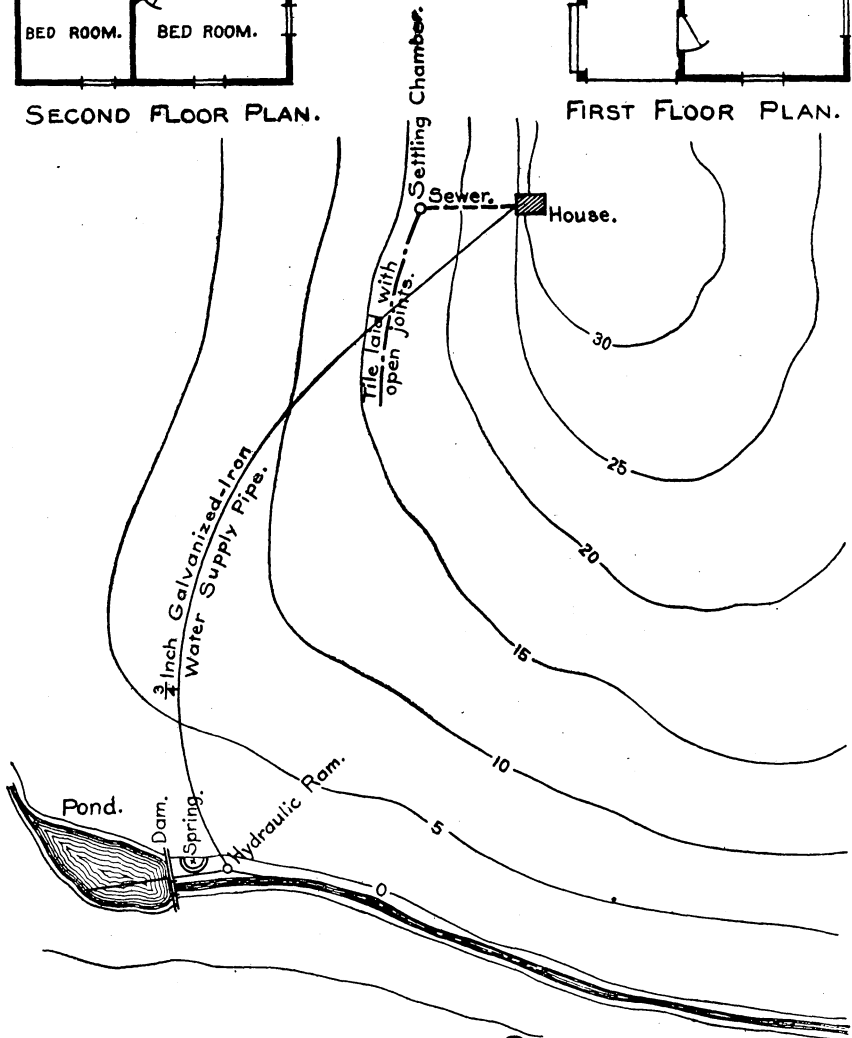 BED ROOM.
BED ROOM.
SECOND FLOOR PLAN.
FIRST FLOOR PLAN.
Settling Chamber.
Sewer.
House.
Tile laid with
open joints.
30
25
20
15
10
5
0
3/4 Inch Galvanized-Iron
Water Supply Pipe.
Pond.
Dam.
Spring.
Hydraulic Ram.